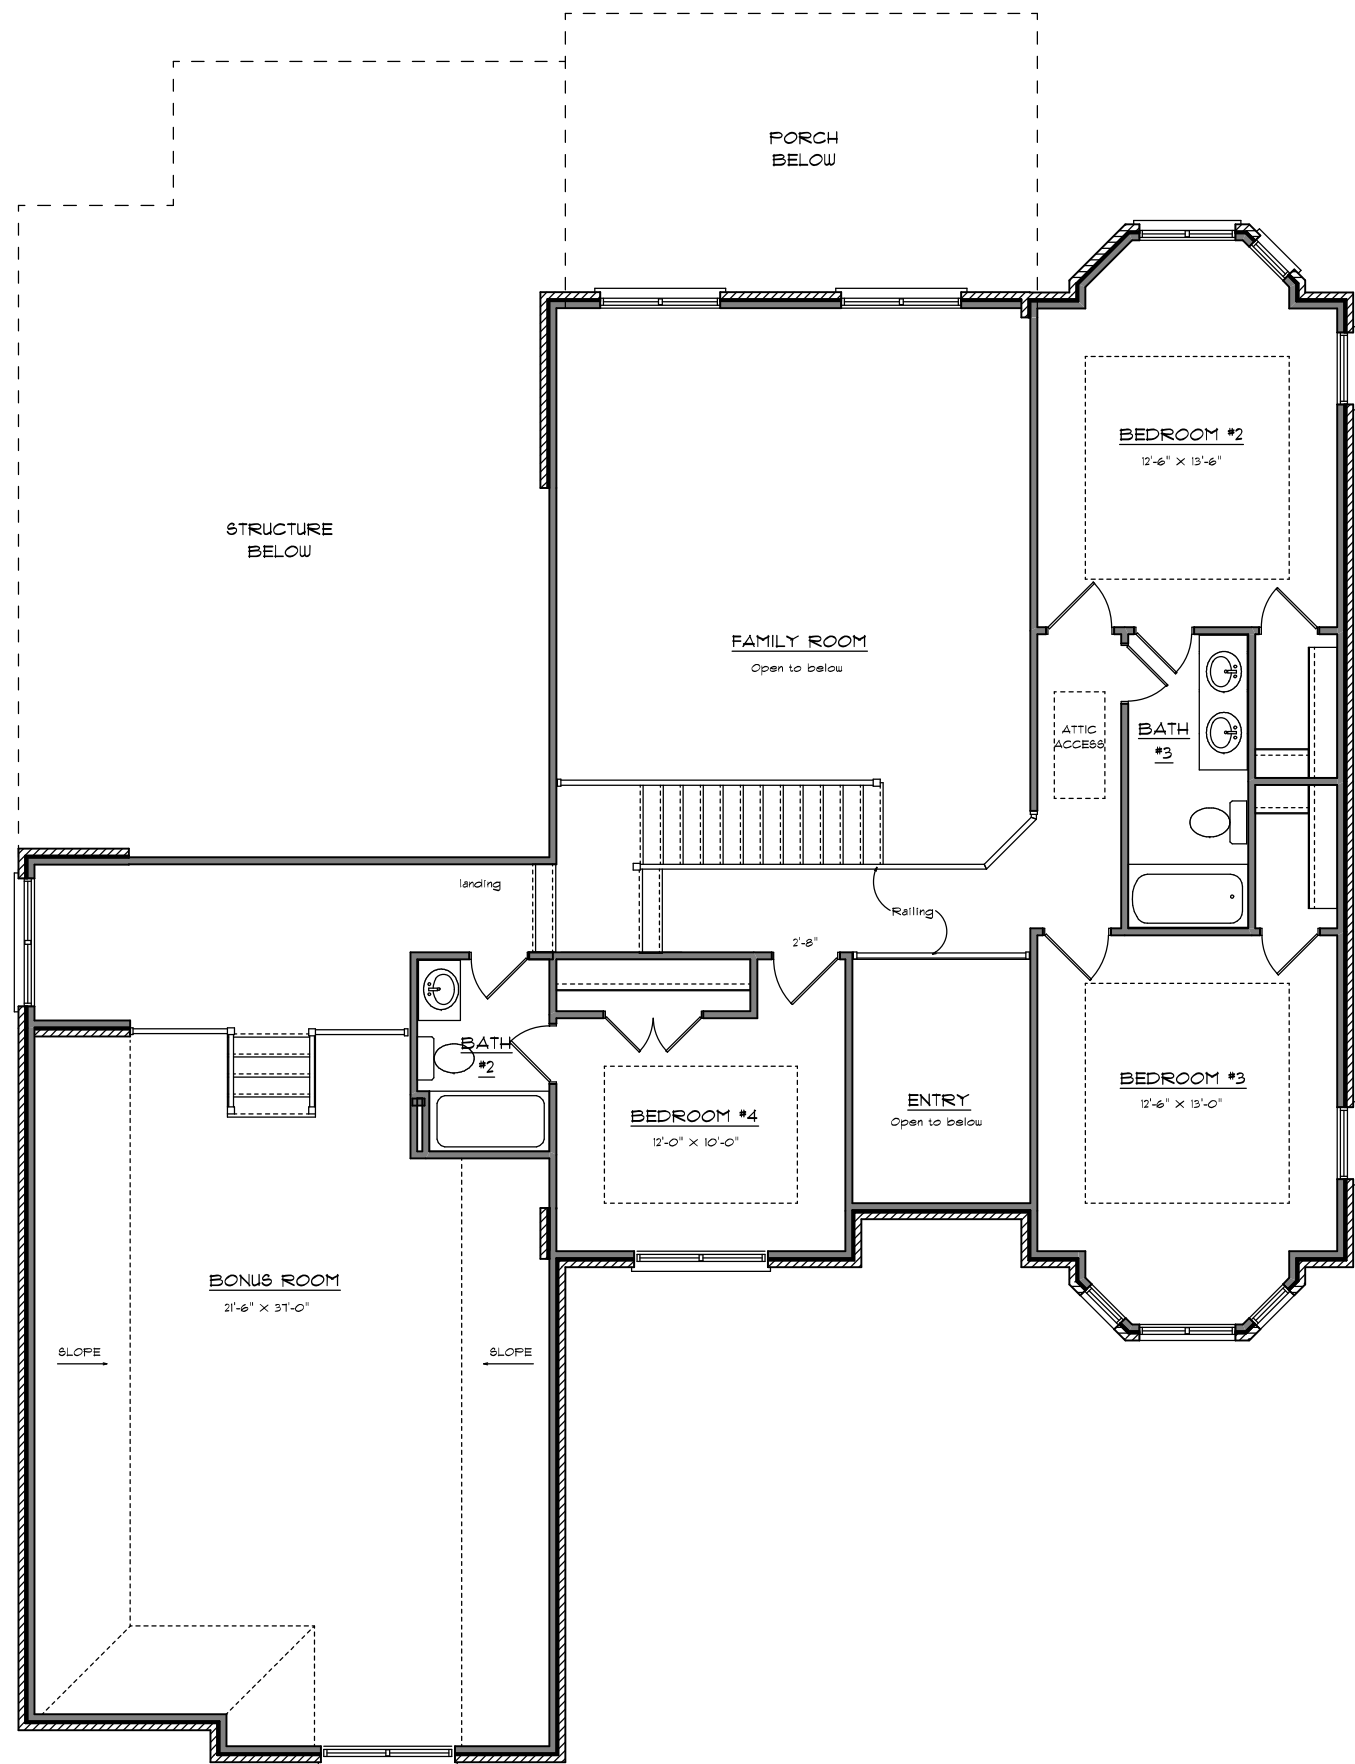 PORCH
BELOW
BEDROOM #2
12'-6" X 13'-6"
STRUCTURE
BELOW
FAMILY ROOM
Open to below
ATTIC
ACCESS
BATH
#3
landing
Railing
2'-8"
BATH
#2
BEDROOM #4
12'-0" X 10'-0"
ENTRY
Open to below
BEDROOM #3
12'-6" X 13'-0"
BONUS ROOM
21'-6" X 37'-0"
SLOPE
SLOPE